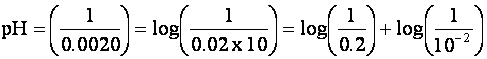 pH = (1/0.0020) = log(1/0.02 x 10) = log(1/0.2) + log(1/10⁻²)